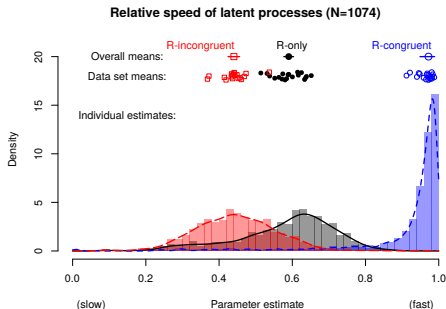 Relative speed of latent processes (N=1074)
R-incongruent R-only R-congruent
Overall means:
Data set means:
Individual estimates:
Density
20
15
10
5
0
0.0 0.2 0.4 0.6 0.8 1.0
(slow) Parameter estimate (fast)